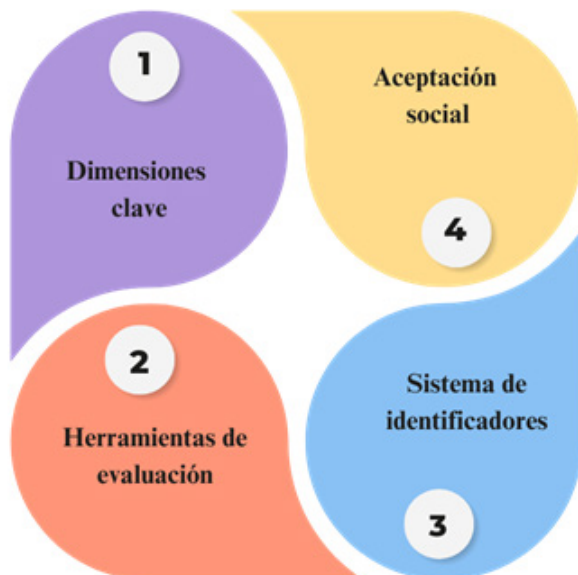 1
Dimensiones
clave
2
Herramientas de
evaluación
3
Sistema de
identificadores
4
Aceptación
social